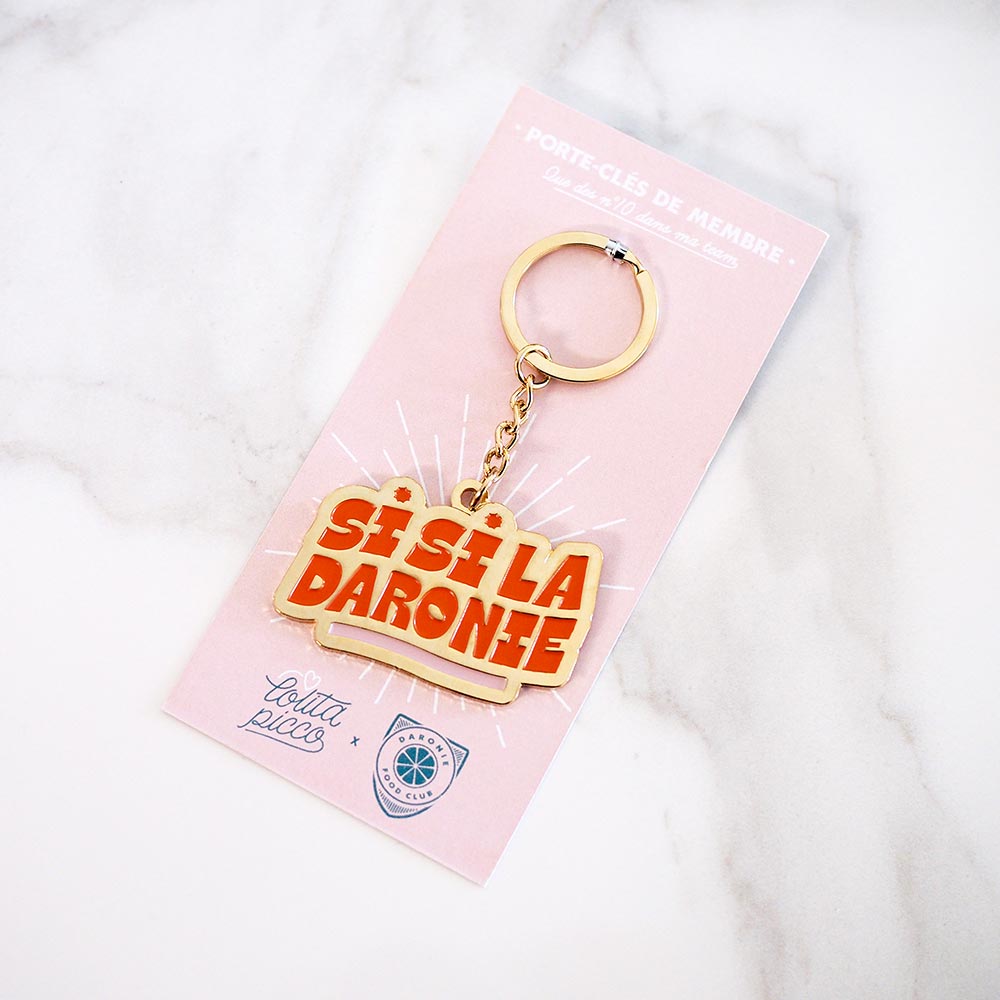 · PORTE-CLÉS DE MEMBRE ·
Que des n°10 dans ma team
SI SI LA
DARONIE
lolita
picco
x
DARONIE
FOOD CLUB